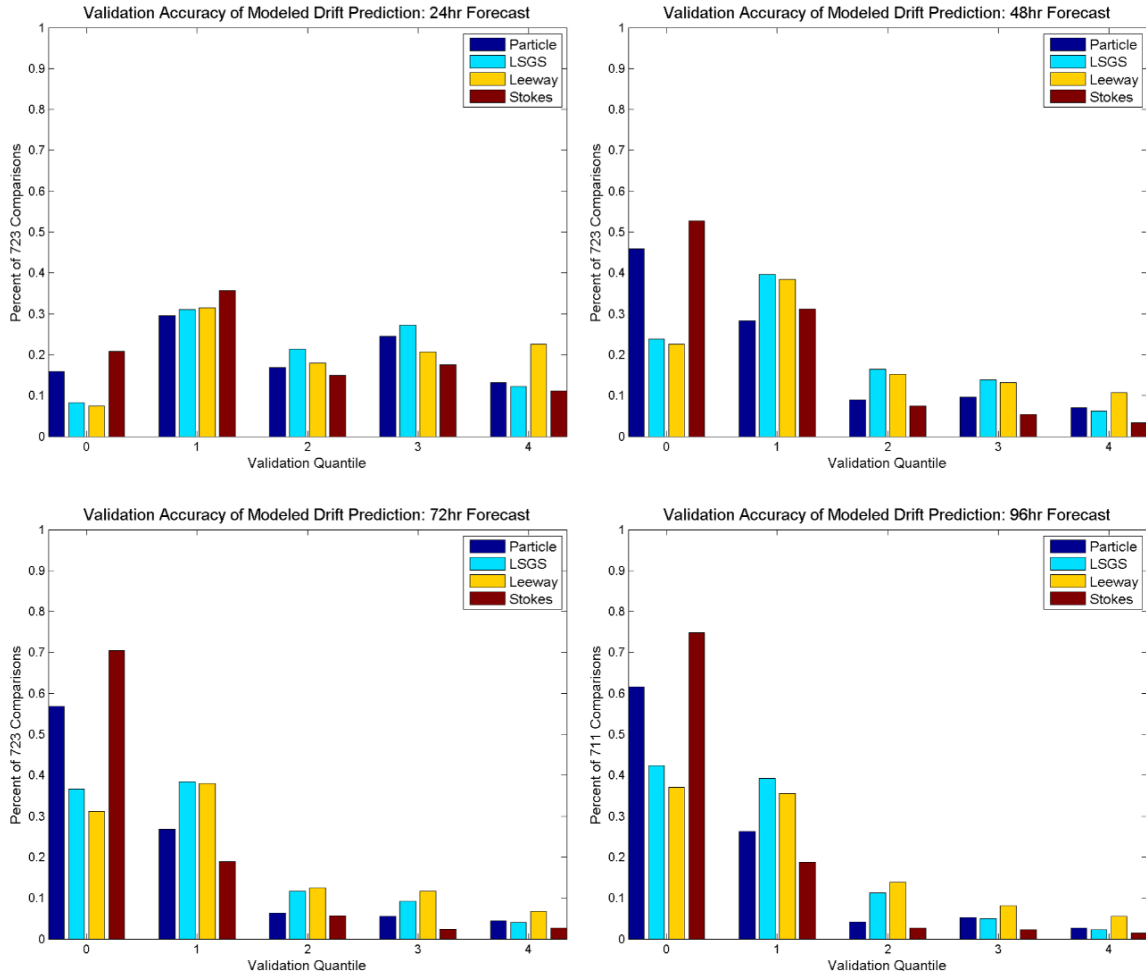 Validation Accuracy of Modeled Drift Prediction: 24hr Forecast
Percent of 723 Comparisons
1
0.9
0.8
0.7
0.6
0.5
0.4
0.3
0.2
0.1
0
Particle
LSGS
Leeway
Stokes
0 1 2 3 4
Validation Quantile
Validation Accuracy of Modeled Drift Prediction: 48hr Forecast
Percent of 723 Comparisons
1
0.9
0.8
0.7
0.6
0.5
0.4
0.3
0.2
0.1
0
Particle
LSGS
Leeway
Stokes
0 1 2 3 4
Validation Quantile
Validation Accuracy of Modeled Drift Prediction: 72hr Forecast
Percent of 723 Comparisons
1
0.9
0.8
0.7
0.6
0.5
0.4
0.3
0.2
0.1
0
Particle
LSGS
Leeway
Stokes
0 1 2 3 4
Validation Quantile
Validation Accuracy of Modeled Drift Prediction: 96hr Forecast
Percent of 711 Comparisons
1
0.9
0.8
0.7
0.6
0.5
0.4
0.3
0.2
0.1
0
Particle
LSGS
Leeway
Stokes
0 1 2 3 4
Validation Quantile